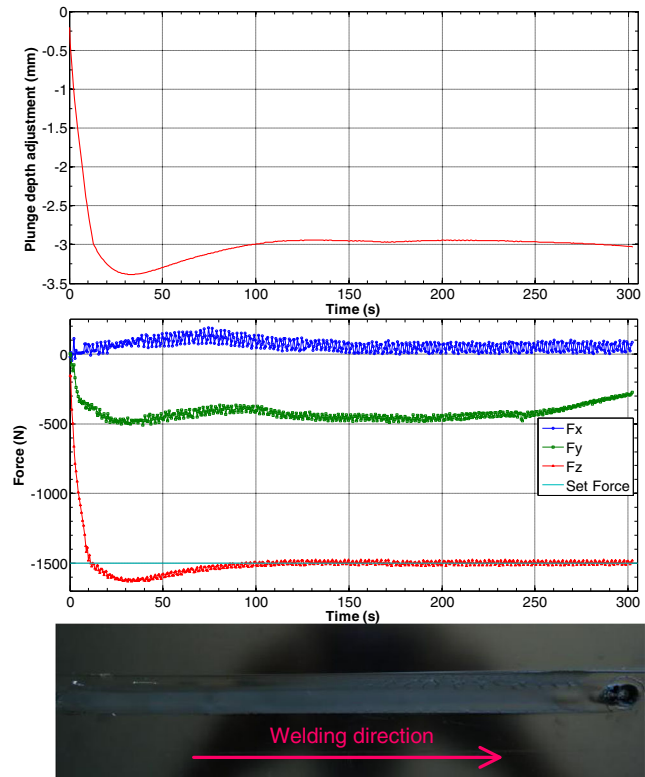 0
-0.5
-1
-1.5
-2
-2.5
-3
-3.5
Plunge depth adjustment (mm)
0 50 100 150 200 250 300
Time (s)
0
-500
-1000
-1500
Force (N)
Fx
Fy
Fz
Set Force
0 50 100 150 200 250 300
Time (s)
Welding direction